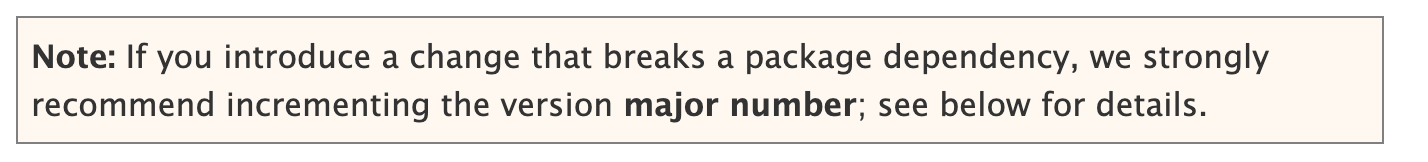 Note: If you introduce a change that breaks a package dependency, we strongly
recommend incrementing the version major number; see below for details.